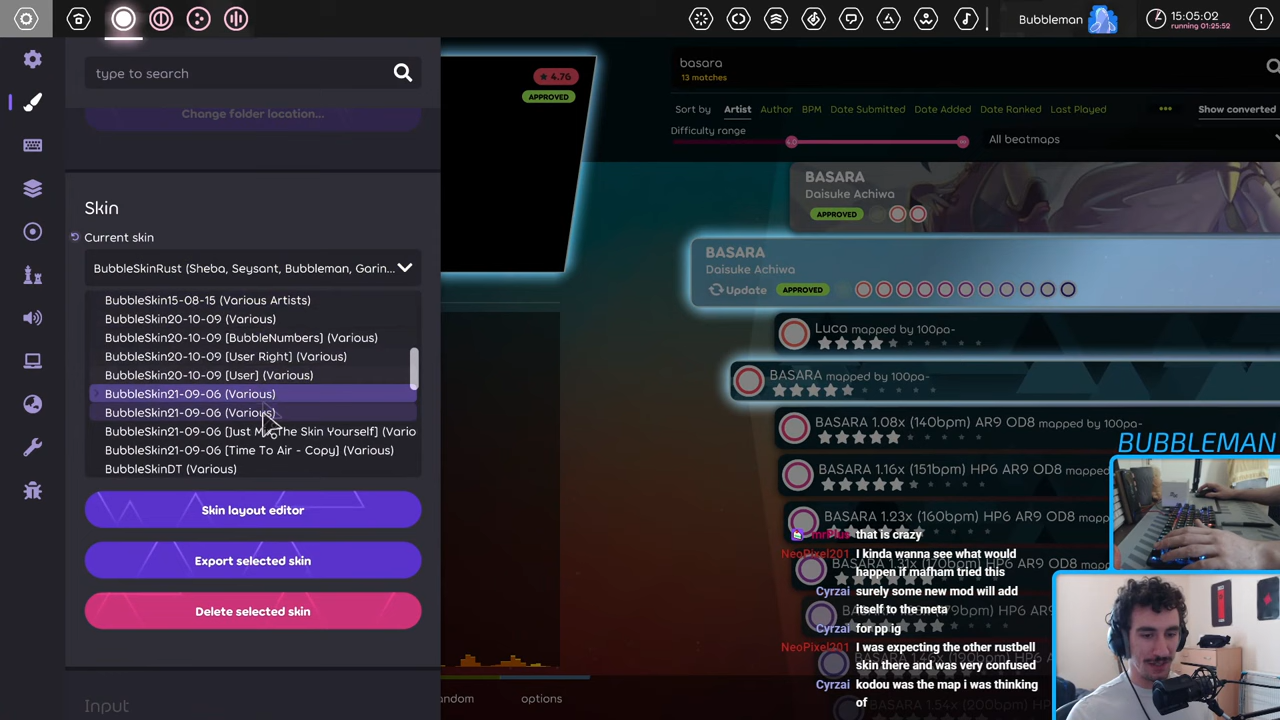 Bubbleman
15:05:02
running 01:25:52
type to search
Change folder location...
Skin
Current skin
BubbleSkinRust (Sheba, Seysant, Bubbleman, Garin...
BubbleSkin15-08-15 (Various Artists)
BubbleSkin20-10-09 (Various)
BubbleSkin20-10-09 [BubbleNumbers] (Various)
BubbleSkin20-10-09 [User Right] (Various)
BubbleSkin20-10-09 [User] (Various)
BubbleSkin21-09-06 (Various)
BubbleSkin21-09-06 (Various)
BubbleSkin21-09-06 [Just The Skin Yourself] (Vario
BubbleSkin21-09-06 [Time To Air - Copy] (Various)
BubbleSkinDT (Various)
Skin layout editor
Export selected skin
Delete selected skin
Input
4.76
APPROVED
basara
13 matches
Sort by Artist Author BPM Date Submitted Date Added Date Ranked Last Played
Show converted
Difficulty range
All beatmaps
BASARA
Daisuke Achiwa
APPROVED
BASARA
Daisuke Achiwa
Update APPROVED
Luca mapped by 100pa-
BASARA mapped by 100pa-
BASARA 1.08x (140bpm) AR9 OD8 mapped by 100pa-
BASARA 1.16x (151bpm) HP6 AR9 OD8 mapped
BASARA 1.23x (160bpm) HP6 AR9 OD8
BASARA 1.31x (170bpm) HP6 AR9 OD8
BUBBLEMAN
mrPlus that is crazy
NeoPixel201 I kinda wanna see what would
happen if mafham tried this
Cyrzai surely some new mod will add
itself to the meta
Cyrzai for pp ig
NeoPixel201 I was expecting the other rustbell
skin there and was very confused
Cyrzai kodou was the map i was thinking
of
andom
options